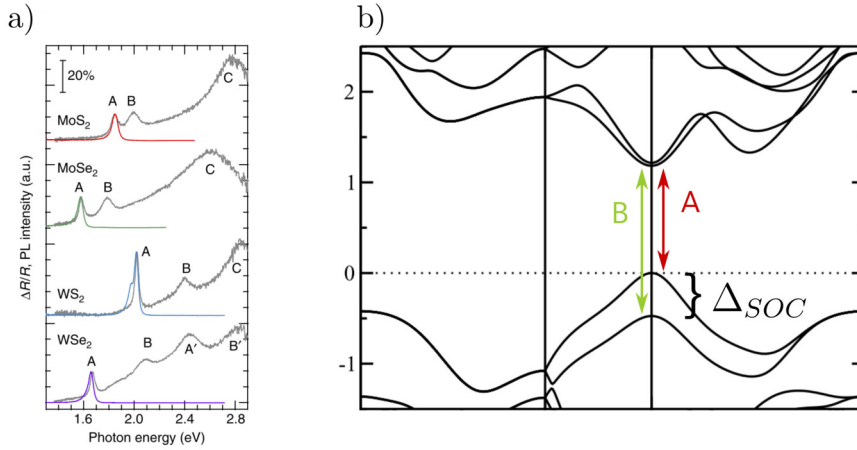 a)
20%
C
A
B
MoS₂
MoSe₂
C
A
B
A
C
WS₂
B
WSe₂
A
B
A′
B′
ΔR/R, PL intensity (a.u.)
1.6 2.0 2.4 2.8
Photon energy (eV)
b)
2
1
0
-1
B
A
} Δ_SOC